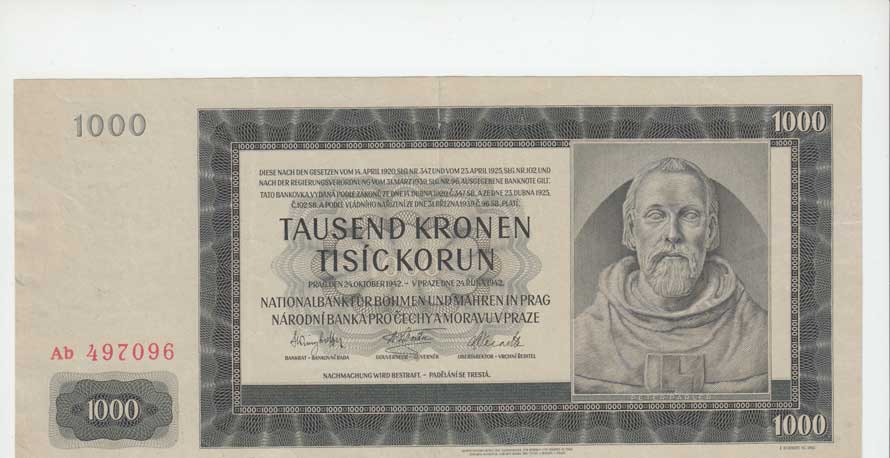 1000
1000
DIESE NACH DEN GESETZEN VOM 14. APRIL 1920, SLG. NR. 347 UND VOM 23. APRIL 1925, SLG. NR. 102, UND
NACH DER REGIERUNGSVERORDNUNG VOM 31. MÄRZ 1939, SLG. NR. 96, AUSGEGEBENE BANKNOTE GILT.
TATO BANKOVKA, VYDANÁ PODLE ZÁKONŮ ZE DNE 14. DUBNA 1920, Č. 347 SB. A ZE DNE 23. DUBNA 1925,
Č. 102 SB. A PODLE VLÁDNÍHO NAŘÍZENÍ ZE DNE 31. BŘEZNA 1939 Č. 96 SB., PLATÍ
TAUSEND KRONEN
TISÍC KORUN
PRAG, DEN 24. OKTOBER 1942. – V PRAZE DNE 24. ŘÍJNA 1942.
NATIONALBANK FÜR BÖHMEN UND MÄHREN IN PRAG
NÁRODNÍ BANKA PRO ČECHY A MORAVU V PRAZE
BANKRAT – BANKOVNÍ RADA GOUVERNEUR – GUVERNÉR OBERDIREKTOR – VRCHNÍ ŘEDITEL
NACHMACHUNG WIRD BESTRAFT. – PADĚLÁNÍ SE TRESTÁ.
Ab 497096
1000
PETER PARLER
1000